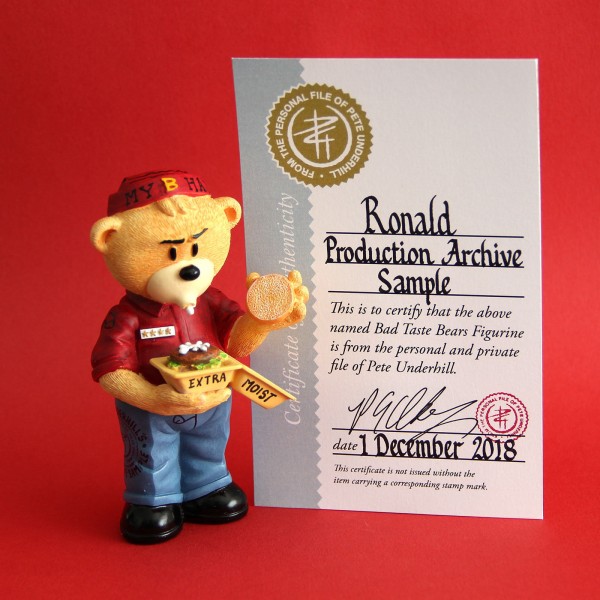 FROM THE PERSONAL FILE OF PETE UNDERHILL
Ronald
Production Archive
Sample
This is to certify that the above
named Bad Taste Bears Figurine
is from the personal and private
file of Pete Underhill.
date 1 December 2018
This certificate is not issued without the
item carrying a corresponding stamp mark.
Certificate
thenticity
MY B HA
EXTRA
MOIST